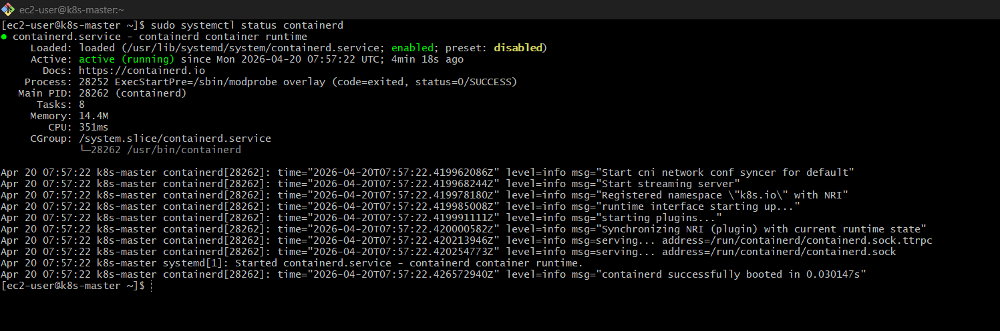 ec2-user@k8s-master:~
[ec2-user@k8s-master ~]$ sudo systemctl status containerd
● containerd.service - containerd container runtime
     Loaded: loaded (/usr/lib/systemd/system/containerd.service; enabled; preset: disabled)
     Active: active (running) since Mon 2026-04-20 07:57:22 UTC; 4min 18s ago
       Docs: https://containerd.io
    Process: 28252 ExecStartPre=/sbin/modprobe overlay (code=exited, status=0/SUCCESS)
   Main PID: 28262 (containerd)
      Tasks: 8
     Memory: 14.4M
        CPU: 351ms
     CGroup: /system.slice/containerd.service
             └─28262 /usr/bin/containerd
Apr 20 07:57:22 k8s-master containerd[28262]: time="2026-04-20T07:57:22.419962086Z" level=info msg="Start cni network conf syncer for default"
Apr 20 07:57:22 k8s-master containerd[28262]: time="2026-04-20T07:57:22.419968244Z" level=info msg="Start streaming server"
Apr 20 07:57:22 k8s-master containerd[28262]: time="2026-04-20T07:57:22.419978180Z" level=info msg="Registered namespace \"k8s.io\" with NRI"
Apr 20 07:57:22 k8s-master containerd[28262]: time="2026-04-20T07:57:22.419985008Z" level=info msg="runtime interface starting up..."
Apr 20 07:57:22 k8s-master containerd[28262]: time="2026-04-20T07:57:22.419991111Z" level=info msg="starting plugins..."
Apr 20 07:57:22 k8s-master containerd[28262]: time="2026-04-20T07:57:22.420000582Z" level=info msg="Synchronizing NRI (plugin) with current runtime state"
Apr 20 07:57:22 k8s-master containerd[28262]: time="2026-04-20T07:57:22.420213946Z" level=info msg=serving... address=/run/containerd/containerd.sock.ttrpc
Apr 20 07:57:22 k8s-master containerd[28262]: time="2026-04-20T07:57:22.420254773Z" level=info msg=serving... address=/run/containerd/containerd.sock
Apr 20 07:57:22 k8s-master systemd[1]: Started containerd.service - containerd container runtime.
Apr 20 07:57:22 k8s-master containerd[28262]: time="2026-04-20T07:57:22.426572940Z" level=info msg="containerd successfully booted in 0.030147s"
[ec2-user@k8s-master ~]$